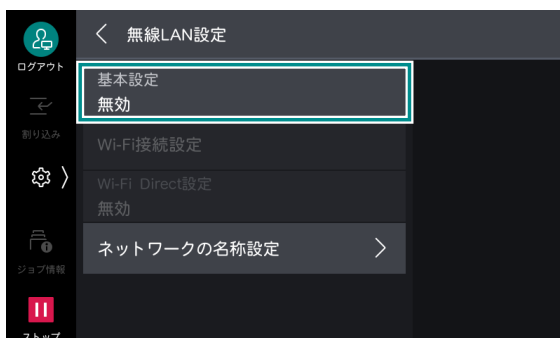 無線LAN設定
ログアウト
基本設定
無効
割り込み
Wi-Fi接続設定
Wi-Fi Direct設定
無効
ネットワークの名称設定
ジョブ情報
ストップ